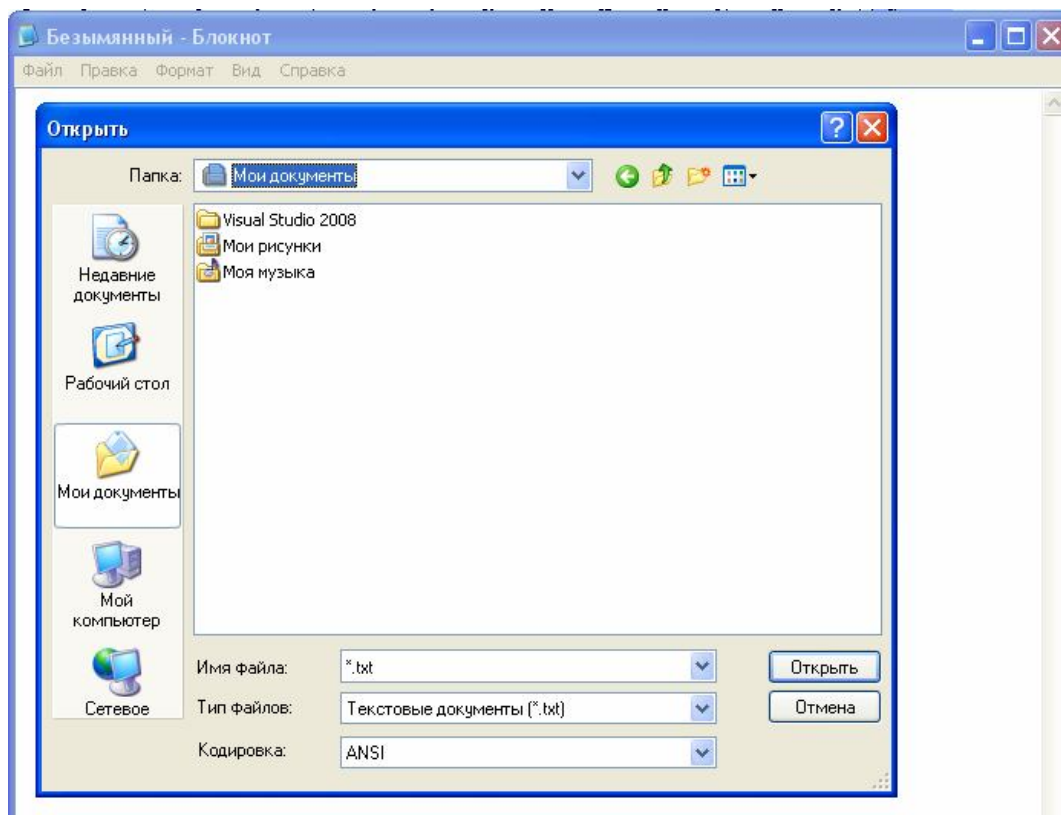 Безымянный - Блокнот
Файл Правка Формат Вид Справка
Открыть
Папка: Мои документы
Visual Studio 2008
Мои рисунки
Моя музыка
Недавние
документы
Рабочий стол
Мои документы
Мой
компьютер
Сетевое
Имя файла: *.txt Открыть
Тип файлов: Текстовые документы (*.txt) Отмена
Кодировка: ANSI